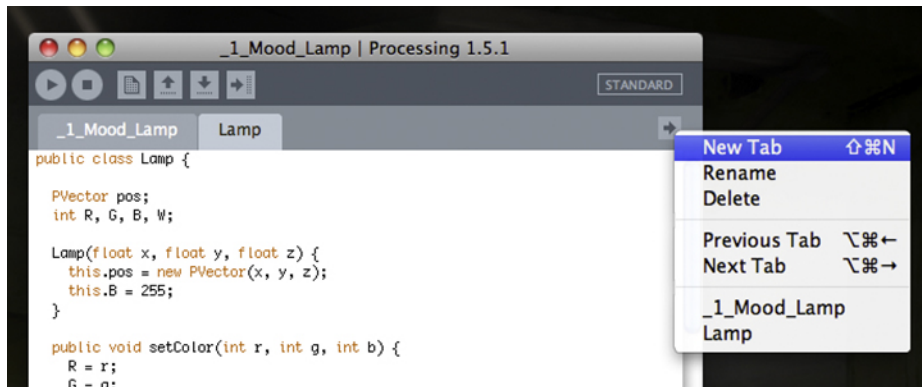 _1_Mood_Lamp | Processing 1.5.1
STANDARD
_1_Mood_Lamp Lamp
public class Lamp {
PVector pos;
int R, G, B, W;
Lamp(float x, float y, float z) {
this.pos = new PVector(x, y, z);
this.B = 255;
}
public void setColor(int r, int g, int b) {
R = r;
G = g;
New Tab ⇧⌘N
Rename
Delete
Previous Tab ⌥⌘←
Next Tab ⌥⌘→
_1_Mood_Lamp
Lamp